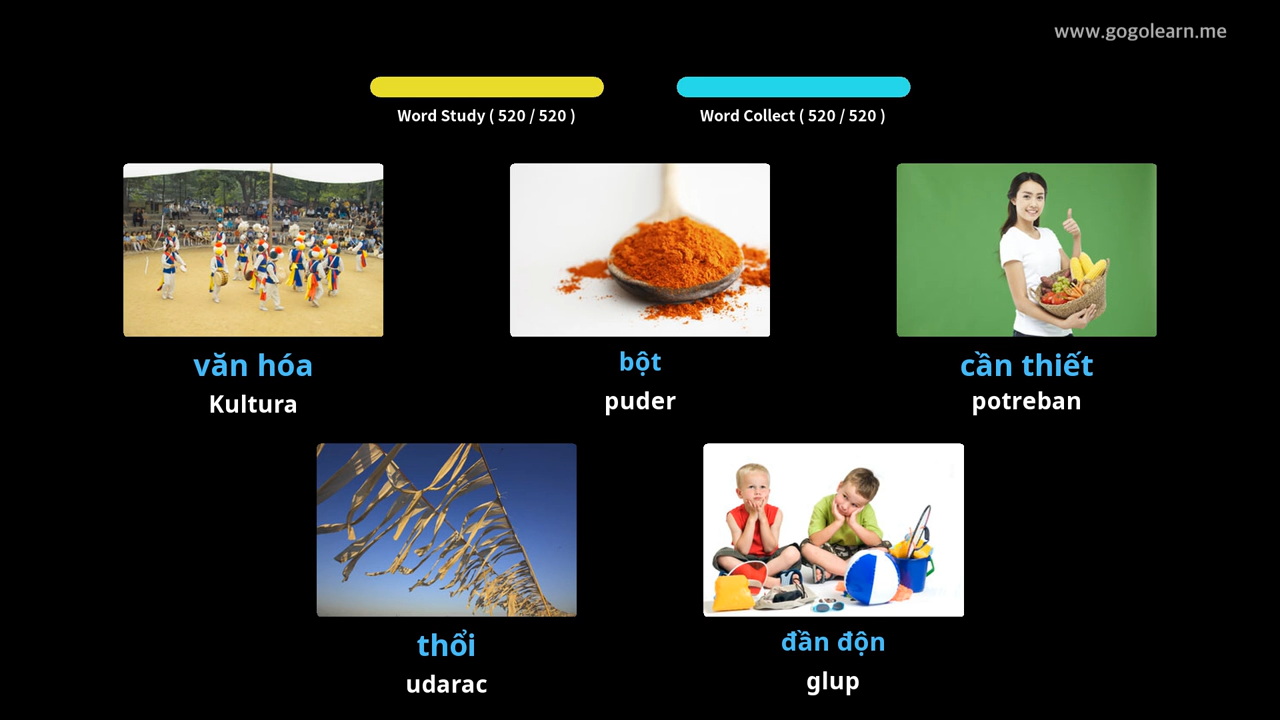 www.gogolearn.me
Word Study ( 520 / 520 )
Word Collect ( 520 / 520 )
văn hóa
Kultura
bột
puder
cần thiết
potreban
thổi
udarac
đần độn
glup